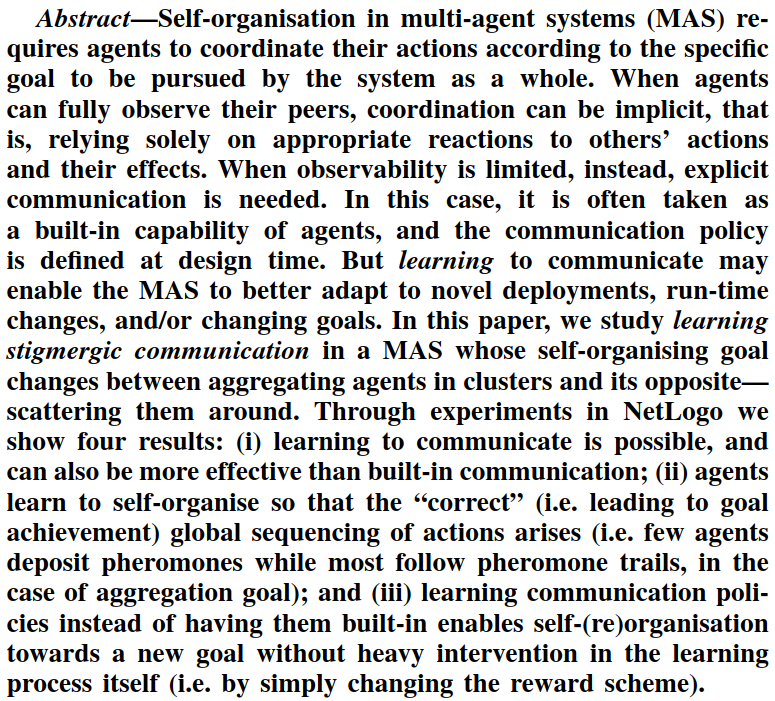 Abstract—Self-organisation in multi-agent systems (MAS) re-
quires agents to coordinate their actions according to the specific
goal to be pursued by the system as a whole. When agents
can fully observe their peers, coordination can be implicit, that
is, relying solely on appropriate reactions to others’ actions
and their effects. When observability is limited, instead, explicit
communication is needed. In this case, it is often taken as
a built-in capability of agents, and the communication policy
is defined at design time. But learning to communicate may
enable the MAS to better adapt to novel deployments, run-time
changes, and/or changing goals. In this paper, we study learning
stigmergic communication in a MAS whose self-organising goal
changes between aggregating agents in clusters and its opposite—
scattering them around. Through experiments in NetLogo we
show four results: (i) learning to communicate is possible, and
can also be more effective than built-in communication; (ii) agents
learn to self-organise so that the “correct” (i.e. leading to goal
achievement) global sequencing of actions arises (i.e. few agents
deposit pheromones while most follow pheromone trails, in the
case of aggregation goal); and (iii) learning communication poli-
cies instead of having them built-in enables self-(re)organisation
towards a new goal without heavy intervention in the learning
process itself (i.e. by simply changing the reward scheme).